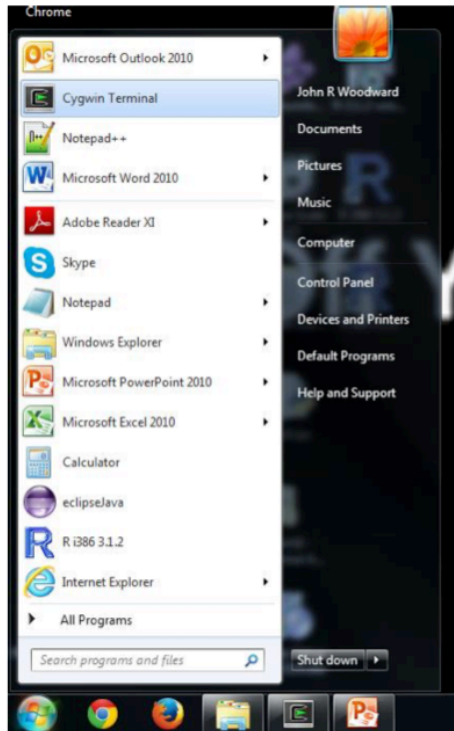 Chrome
Microsoft Outlook 2010
Cygwin Terminal
Notepad++
Microsoft Word 2010
Adobe Reader XI
Skype
Notepad
Windows Explorer
Microsoft PowerPoint 2010
Microsoft Excel 2010
Calculator
eclipseJava
R i386 3.1.2
Internet Explorer
All Programs
Search programs and files
John R Woodward
Documents
Pictures
Music
Computer
Control Panel
Devices and Printers
Default Programs
Help and Support
Shut down